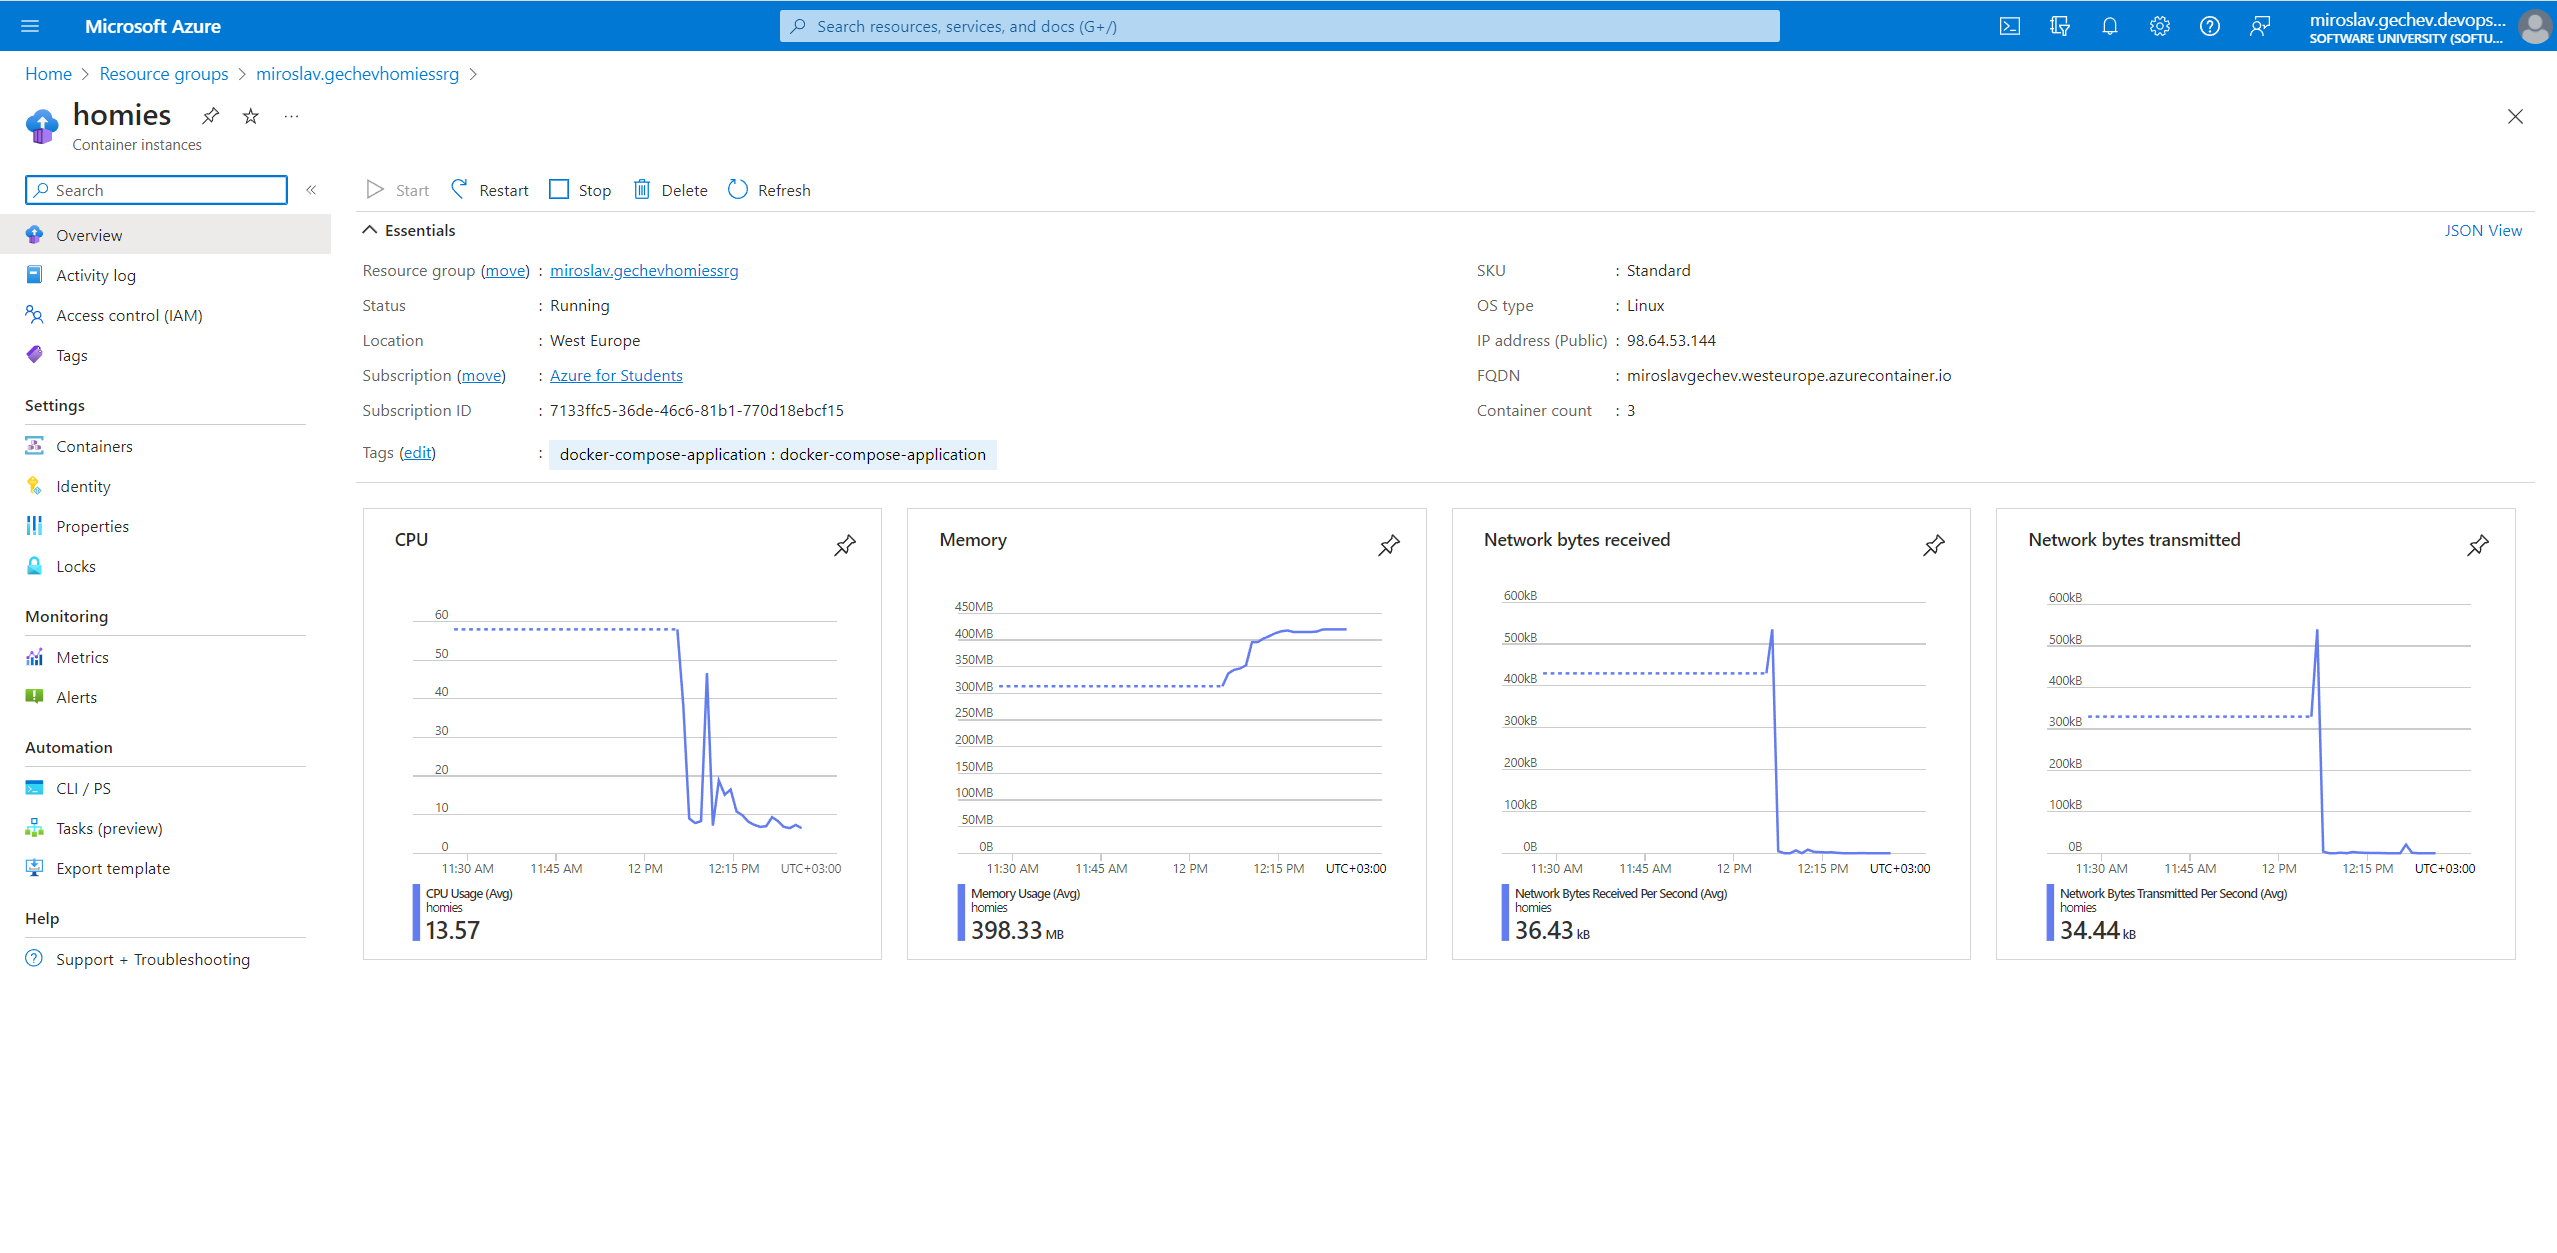 Microsoft Azure
Search resources, services, and docs (G+/)
miroslav.gechev.devops...
SOFTWARE UNIVERSITY (SOFTU...
Home > Resource groups > miroslav.gechevhomiessrg >
homies
...
Container instances
Search
«
Overview
Activity log
Access control (IAM)
Tags
Settings
Containers
Identity
Properties
Locks
Monitoring
Metrics
Alerts
Automation
CLI / PS
Tasks (preview)
Export template
Help
Support + Troubleshooting
Start Restart Stop Delete Refresh
Essentials
JSON View
Resource group (move) : miroslav.gechevhomiessrg
Status : Running
Location : West Europe
Subscription (move) : Azure for Students
Subscription ID : 7133ffc5-36de-46c6-81b1-770d18ebcf15
Tags (edit) : docker-compose-application : docker-compose-application
SKU : Standard
OS type : Linux
IP address (Public) : 98.64.53.144
FQDN : miroslavgechev.westeurope.azurecontainer.io
Container count : 3
CPU
60
50
40
30
20
10
0
11:30 AM 11:45 AM 12 PM 12:15 PM UTC+03:00
CPU Usage (Avg)
homies
13.57
Memory
450MB
400MB
350MB
300MB
250MB
200MB
150MB
100MB
50MB
0B
11:30 AM 11:45 AM 12 PM 12:15 PM UTC+03:00
Memory Usage (Avg)
homies
398.33 MB
Network bytes received
600kB
500kB
400kB
300kB
200kB
100kB
0B
11:30 AM 11:45 AM 12 PM 12:15 PM UTC+03:00
Network Bytes Received Per Second (Avg)
homies
36.43 kB
Network bytes transmitted
600kB
500kB
400kB
300kB
200kB
100kB
0B
11:30 AM 11:45 AM 12 PM 12:15 PM UTC+03:00
Network Bytes Transmitted Per Second (Avg)
homies
34.44 kB